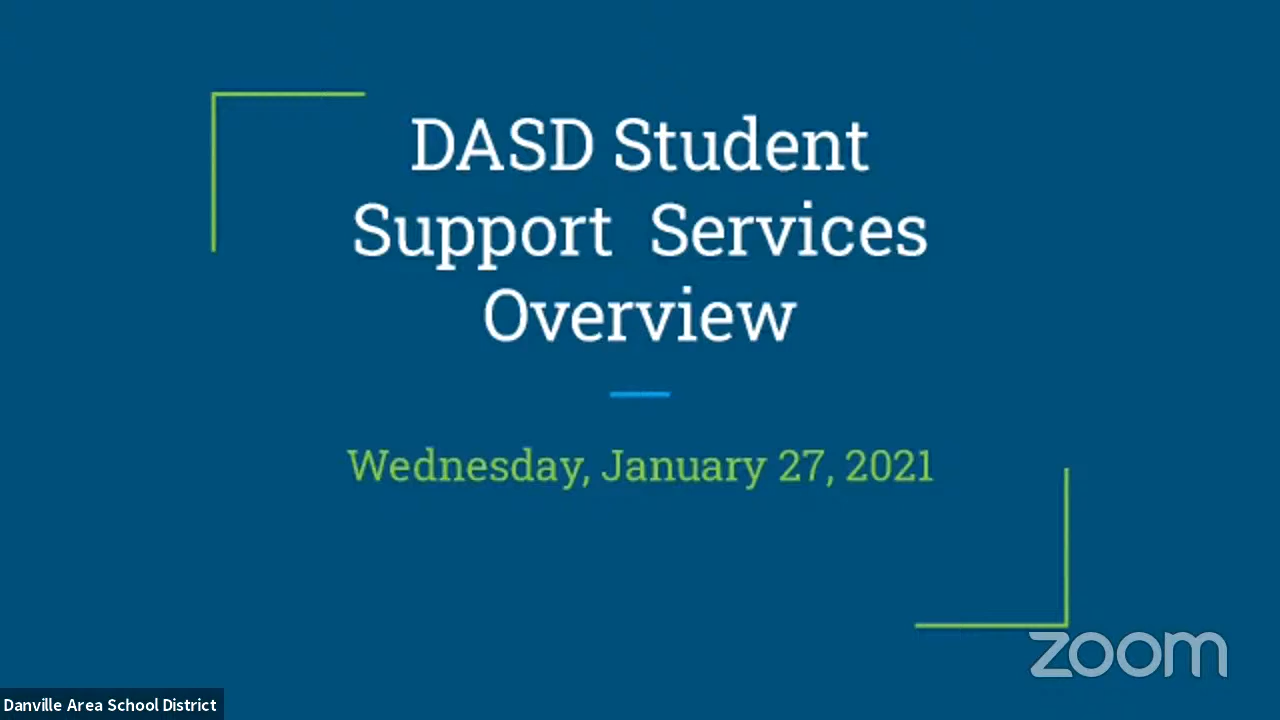 DASD Student
Support Services
Overview
Wednesday, January 27, 2021
zoom
Danville Area School District